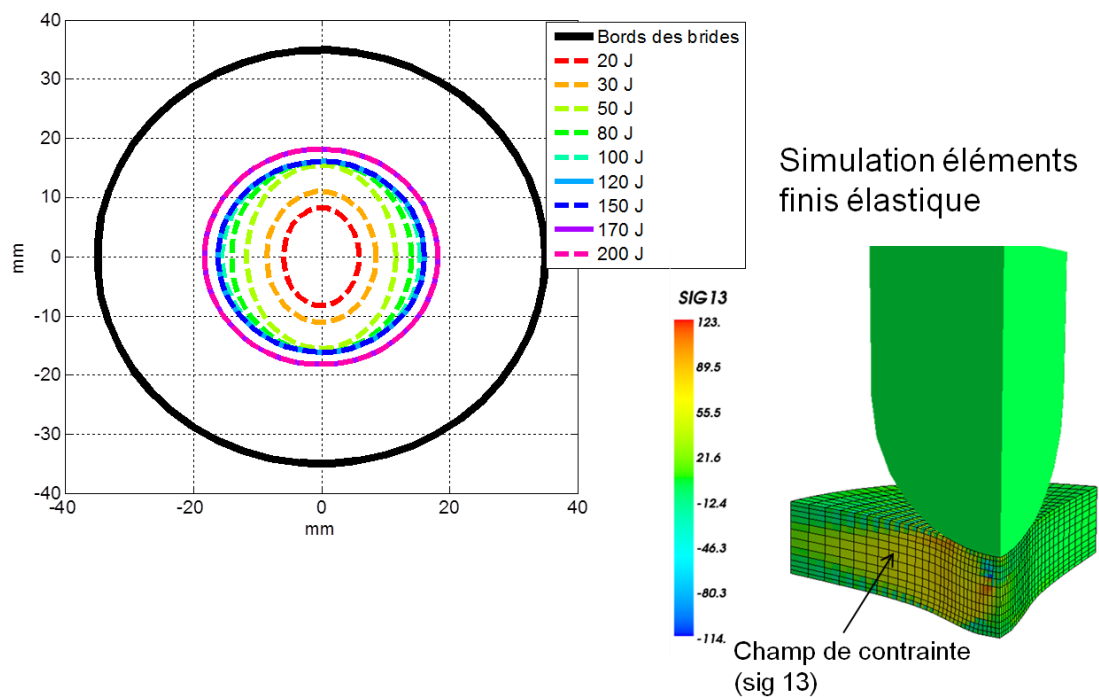 40
30
20
10
0
-10
-20
-30
-40
mm
-40
-20
0
20
40
mm
Bords des brides
20 J
30 J
50 J
80 J
100 J
120 J
150 J
170 J
200 J
Simulation éléments
finis élastique
SIG13
123.
89.5
55.5
21.6
-12.4
-46.3
-80.3
-114.
Champ de contrainte
(sig 13)